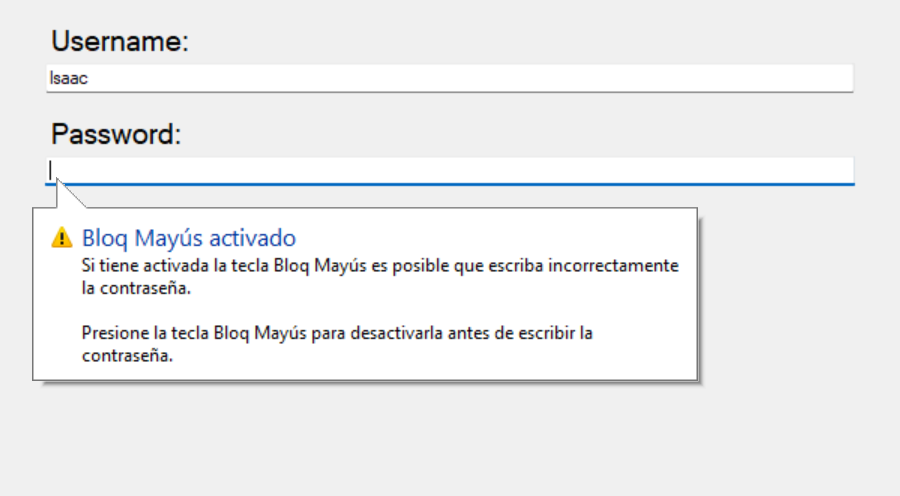 Username:
Isaac
Password:
Bloq Mayús activado
Si tiene activada la tecla Bloq Mayús es posible que escriba incorrectamente
la contraseña.
Presione la tecla Bloq Mayús para desactivarla antes de escribir la
contraseña.